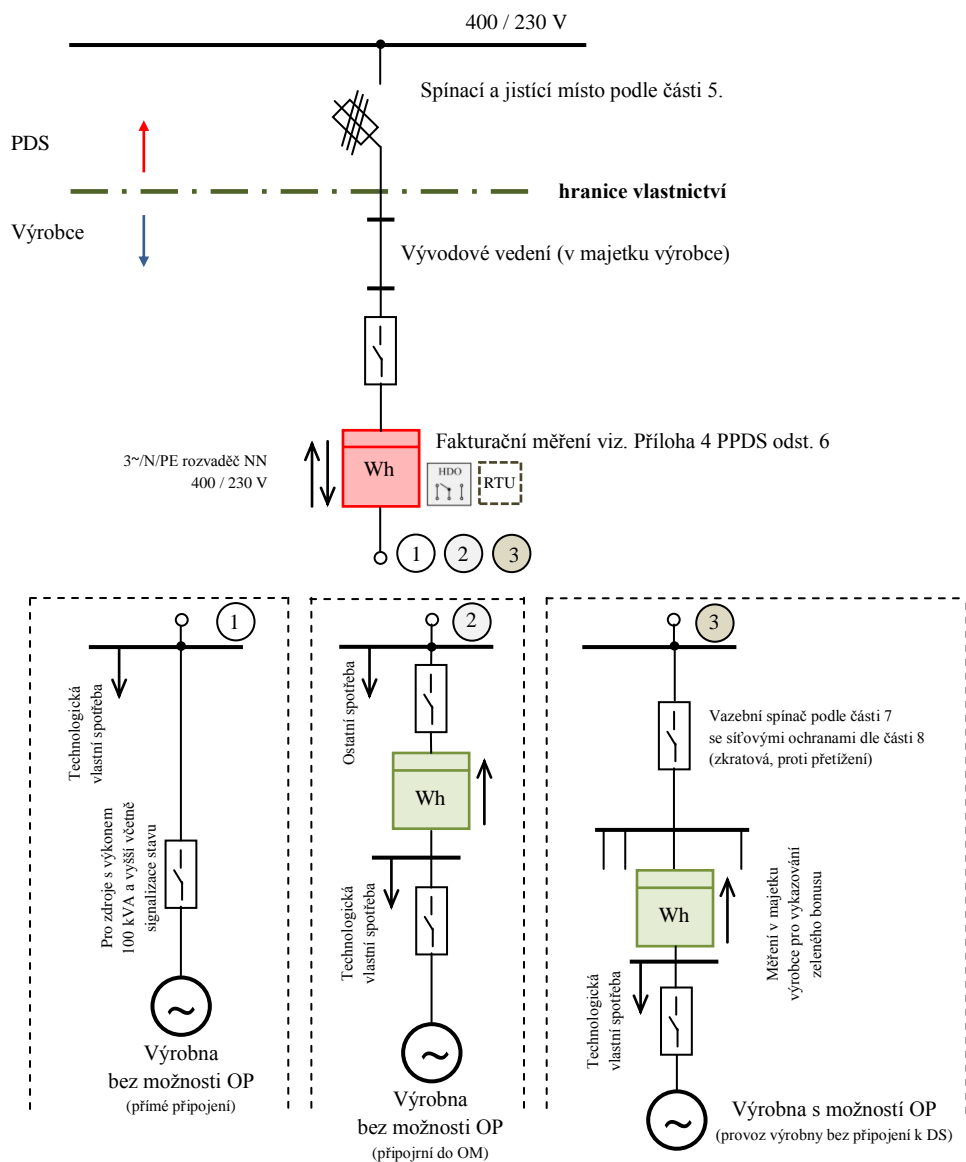 400 / 230 V
Spínací a jistící místo podle části 5.
PDS
hranice vlastnictví
Výrobce
Vývodové vedení (v majetku výrobce)
Fakturační měření viz. Příloha 4 PPDS odst. 6
3~/N/PE rozvaděč NN
400 / 230 V
Wh
HDO
RTU
1
2
3
1
Technologická
vlastní spotřeba
Pro zdroje s výkonem
100 kVA a vyšší včetně
signalizace stavu
~
Výrobna
bez možnosti OP
(přímé připojení)
2
Ostatní spotřeba
Wh
Technologická
vlastní spotřeba
~
Výrobna
bez možnosti OP
(připojrní do OM)
3
Vazební spínač podle části 7
se síťovými ochranami dle části 8
(zkratová, proti přetížení)
Wh
Měření v majetku
výrobce pro vykazování
zeleného bonusu
Technologická
vlastní spotřeba
~
Výrobna s možností OP
(provoz výrobny bez připojení k DS)